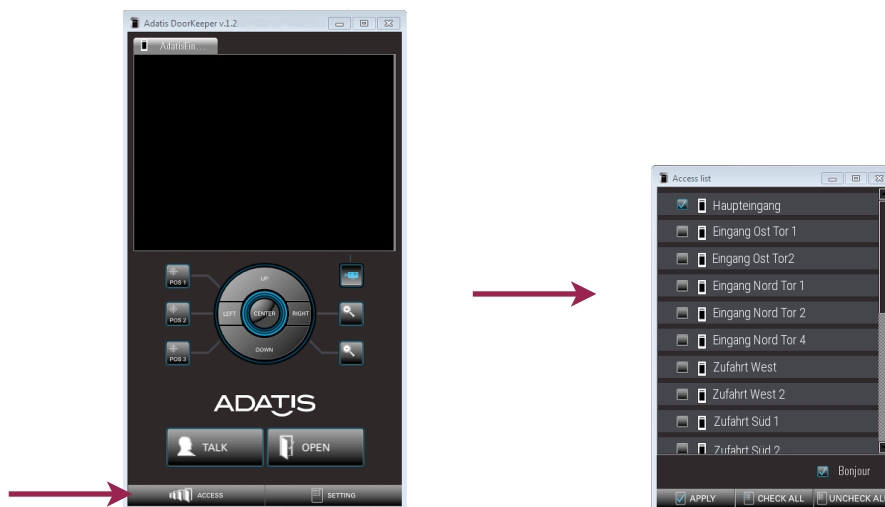 Adatis DoorKeeper v.1.2
AdatisEin...
POS 1
POS 2
POS 3
UP
LEFT
CENTER
RIGHT
DOWN
ADATIS
TALK
OPEN
ACCESS
SETTING
Access list
Haupteingang
Eingang Ost Tor 1
Eingang Ost Tor2
Eingang Nord Tor 1
Eingang Nord Tor 2
Eingang Nord Tor 4
Zufahrt West
Zufahrt West 2
Zufahrt Süd 1
Zufahrt Süd 2
Bonjour
APPLY
CHECK ALL
UNCHECK ALL